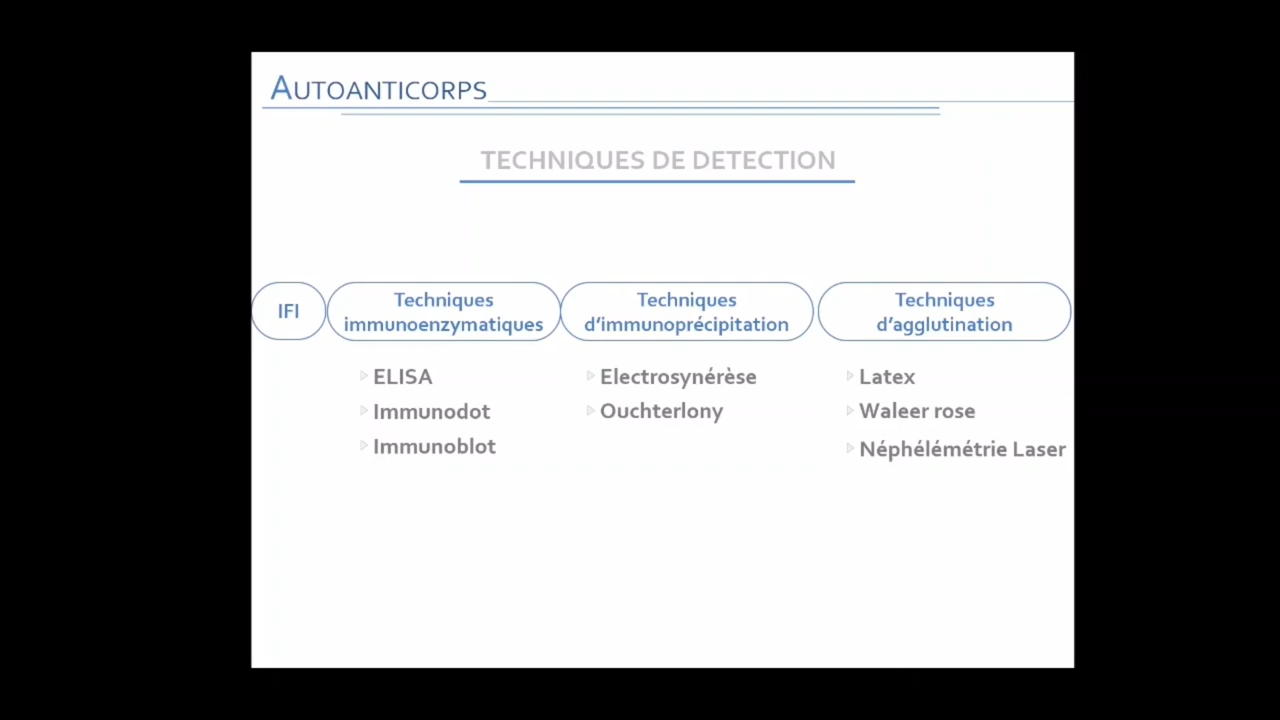 AUTOANTICORPS
TECHNIQUES DE DETECTION
IFI
Techniques
immunoenzymatiques
Techniques
d'immunoprécipitation
Techniques
d'agglutination
ELISA
Immunodot
Immunoblot
Electrosynérèse
Ouchterlony
Latex
Waleer rose
Néphélémétrie Laser